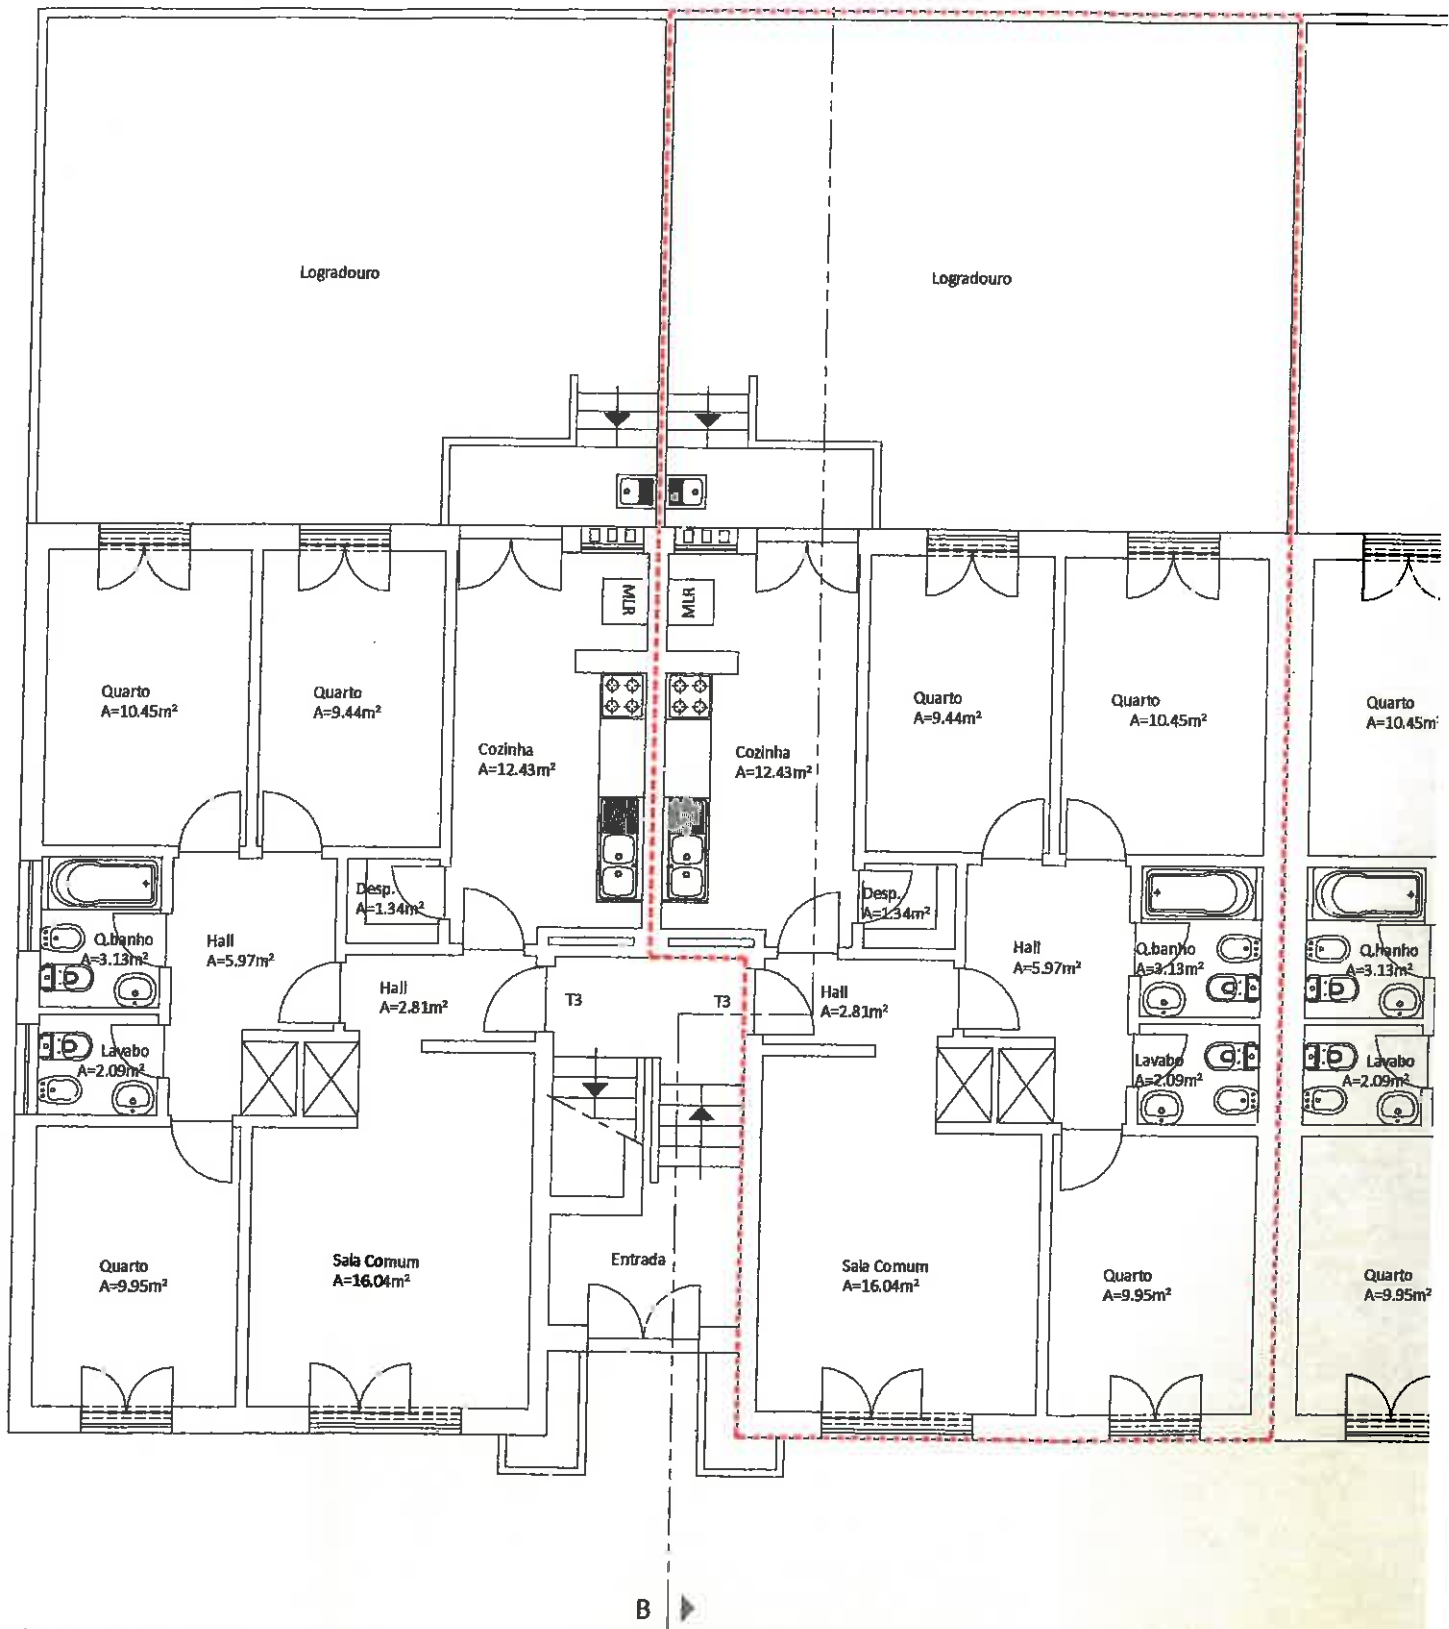 Logradouro
Logradouro
MLR
MLR
Quarto
A=10.45m²
Quarto
A=9.44m²
Cozinha
A=12.43m²
Cozinha
A=12.43m²
Quarto
A=9.44m²
Quarto
A=10.45m²
Quarto
A=10.45m²
Desp.
A=1.34m²
Desp.
A=1.34m²
Q.banho
A=3.13m²
Hall
A=5.97m²
Hall
A=2.81m²
T3
T3
Hall
A=2.81m²
Hall
A=5.97m²
Q.banho
A=3.13m²
Q.banho
A=3.13m²
Lavabo
A=2.09m²
Lavabo
A=2.09m²
Lavabo
A=2.09m²
Quarto
A=9.95m²
Sala Comum
A=16.04m²
Entrada
Sala Comum
A=16.04m²
Quarto
A=9.95m²
Quarto
A=9.95m²
B